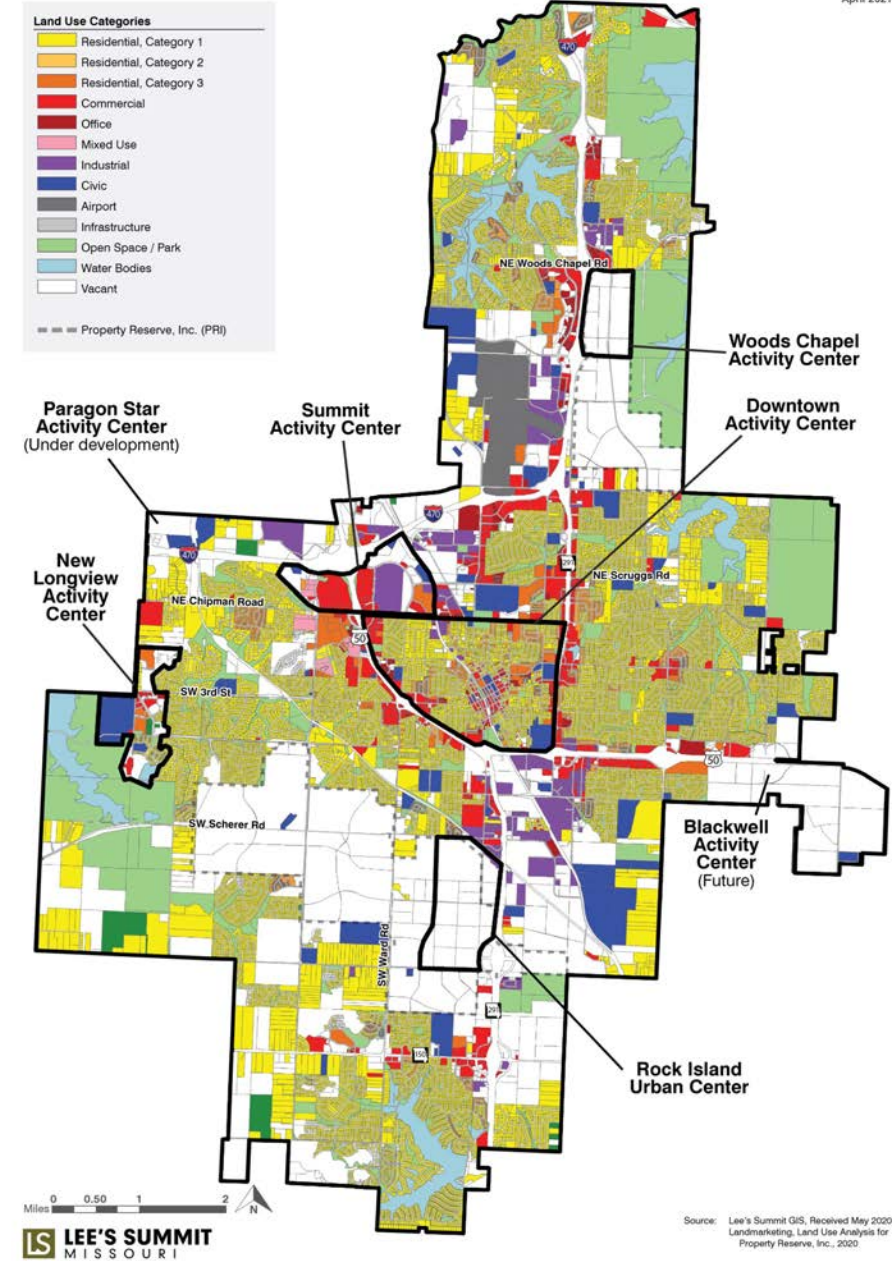 April 2021
Land Use Categories
Residential, Category 1
Residential, Category 2
Residential, Category 3
Commercial
Office
Mixed Use
Industrial
Civic
Airport
Infrastructure
Open Space / Park
Water Bodies
Vacant
Property Reserve, Inc. (PRI)
470
NE Woods Chapel Rd
Woods Chapel
Activity Center
Paragon Star
Activity Center
(Under development)
Summit
Activity Center
Downtown
Activity Center
470
470
291
New
Longview
Activity
Center
NE Chipman Road
NE Scruggs Rd
50
SW 3rd St
50
SW Scherer Rd
Blackwell
Activity
Center
(Future)
SW Ward Rd
291
150
Rock Island
Urban Center
Miles 0 0.50 1 2
N
LS LEE'S SUMMIT
MISSOURI
Source: Lee's Summit GIS, Received May 2020
Landmarketing, Land Use Analysis for
Property Reserve, Inc., 2020